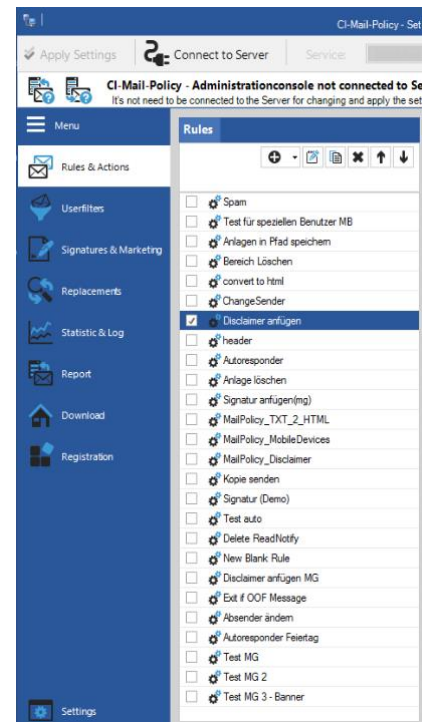 CI-Mail-Policy - Set
Apply Settings
Connect to Server
Service:
CI-Mail-Policy - Administrationconsole not connected to Se
It's not need to be connected to the Server for changing and apply the set
Menu
Rules & Actions
Userfilters
Signatures & Marketing
Replacements
Statistic & Log
Report
Download
Registration
Settings
Rules
Spam
Test für speziellen Benutzer MB
Anlagen in Pfad speichern
Bereich Löschen
convert to html
ChangeSender
Disclaimer anfügen
header
Autoresponder
Anlage löschen
Signatur anfügen(mg)
MailPolicy_TXT_2_HTML
MailPolicy_MobileDevices
MailPolicy_Disclaimer
Kopie senden
Signatur (Demo)
Test auto
Delete ReadNotify
New Blank Rule
Disclaimer anfügen MG
Exit if OOF Message
Absender ändern
Autoresponder Feiertag
Test MG
Test MG 2
Test MG 3 - Banner